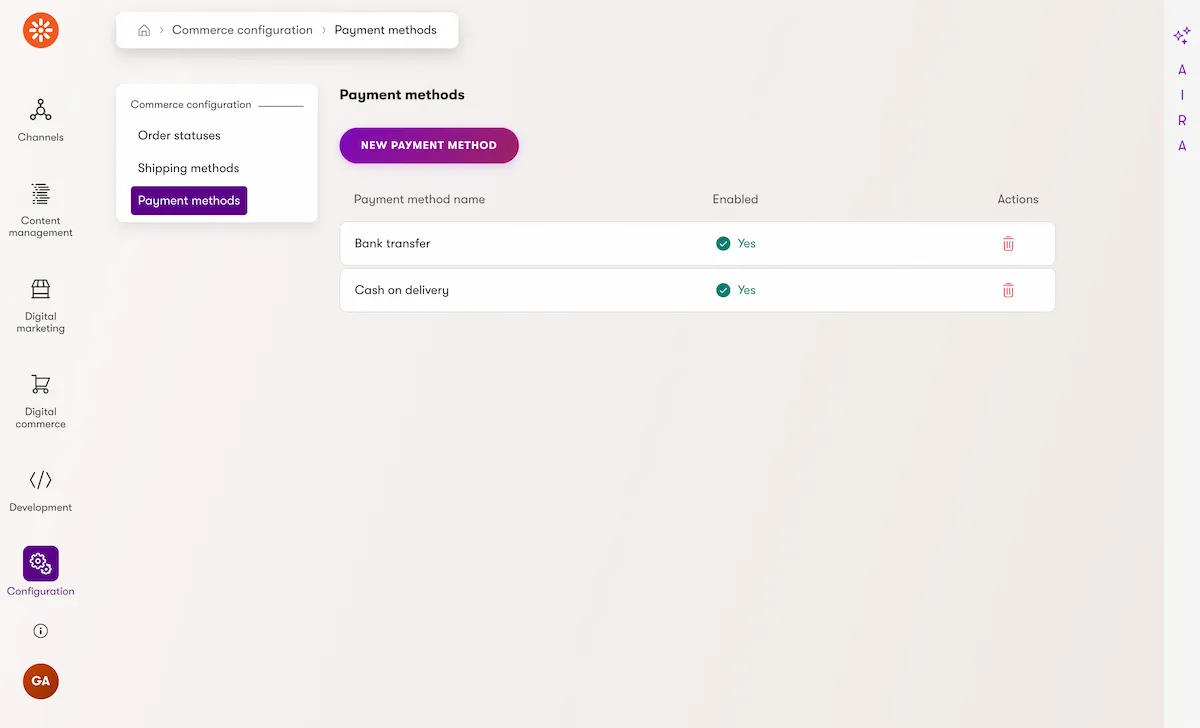 Commerce configuration
Payment methods
Channels
Content
management
Digital
marketing
Digital
commerce
Development
Configuration
GA
Commerce configuration
Order statuses
Shipping methods
Payment methods
Payment methods
NEW PAYMENT METHOD
Payment method name Enabled Actions
Bank transfer Yes
Cash on delivery Yes
A
I
R
A